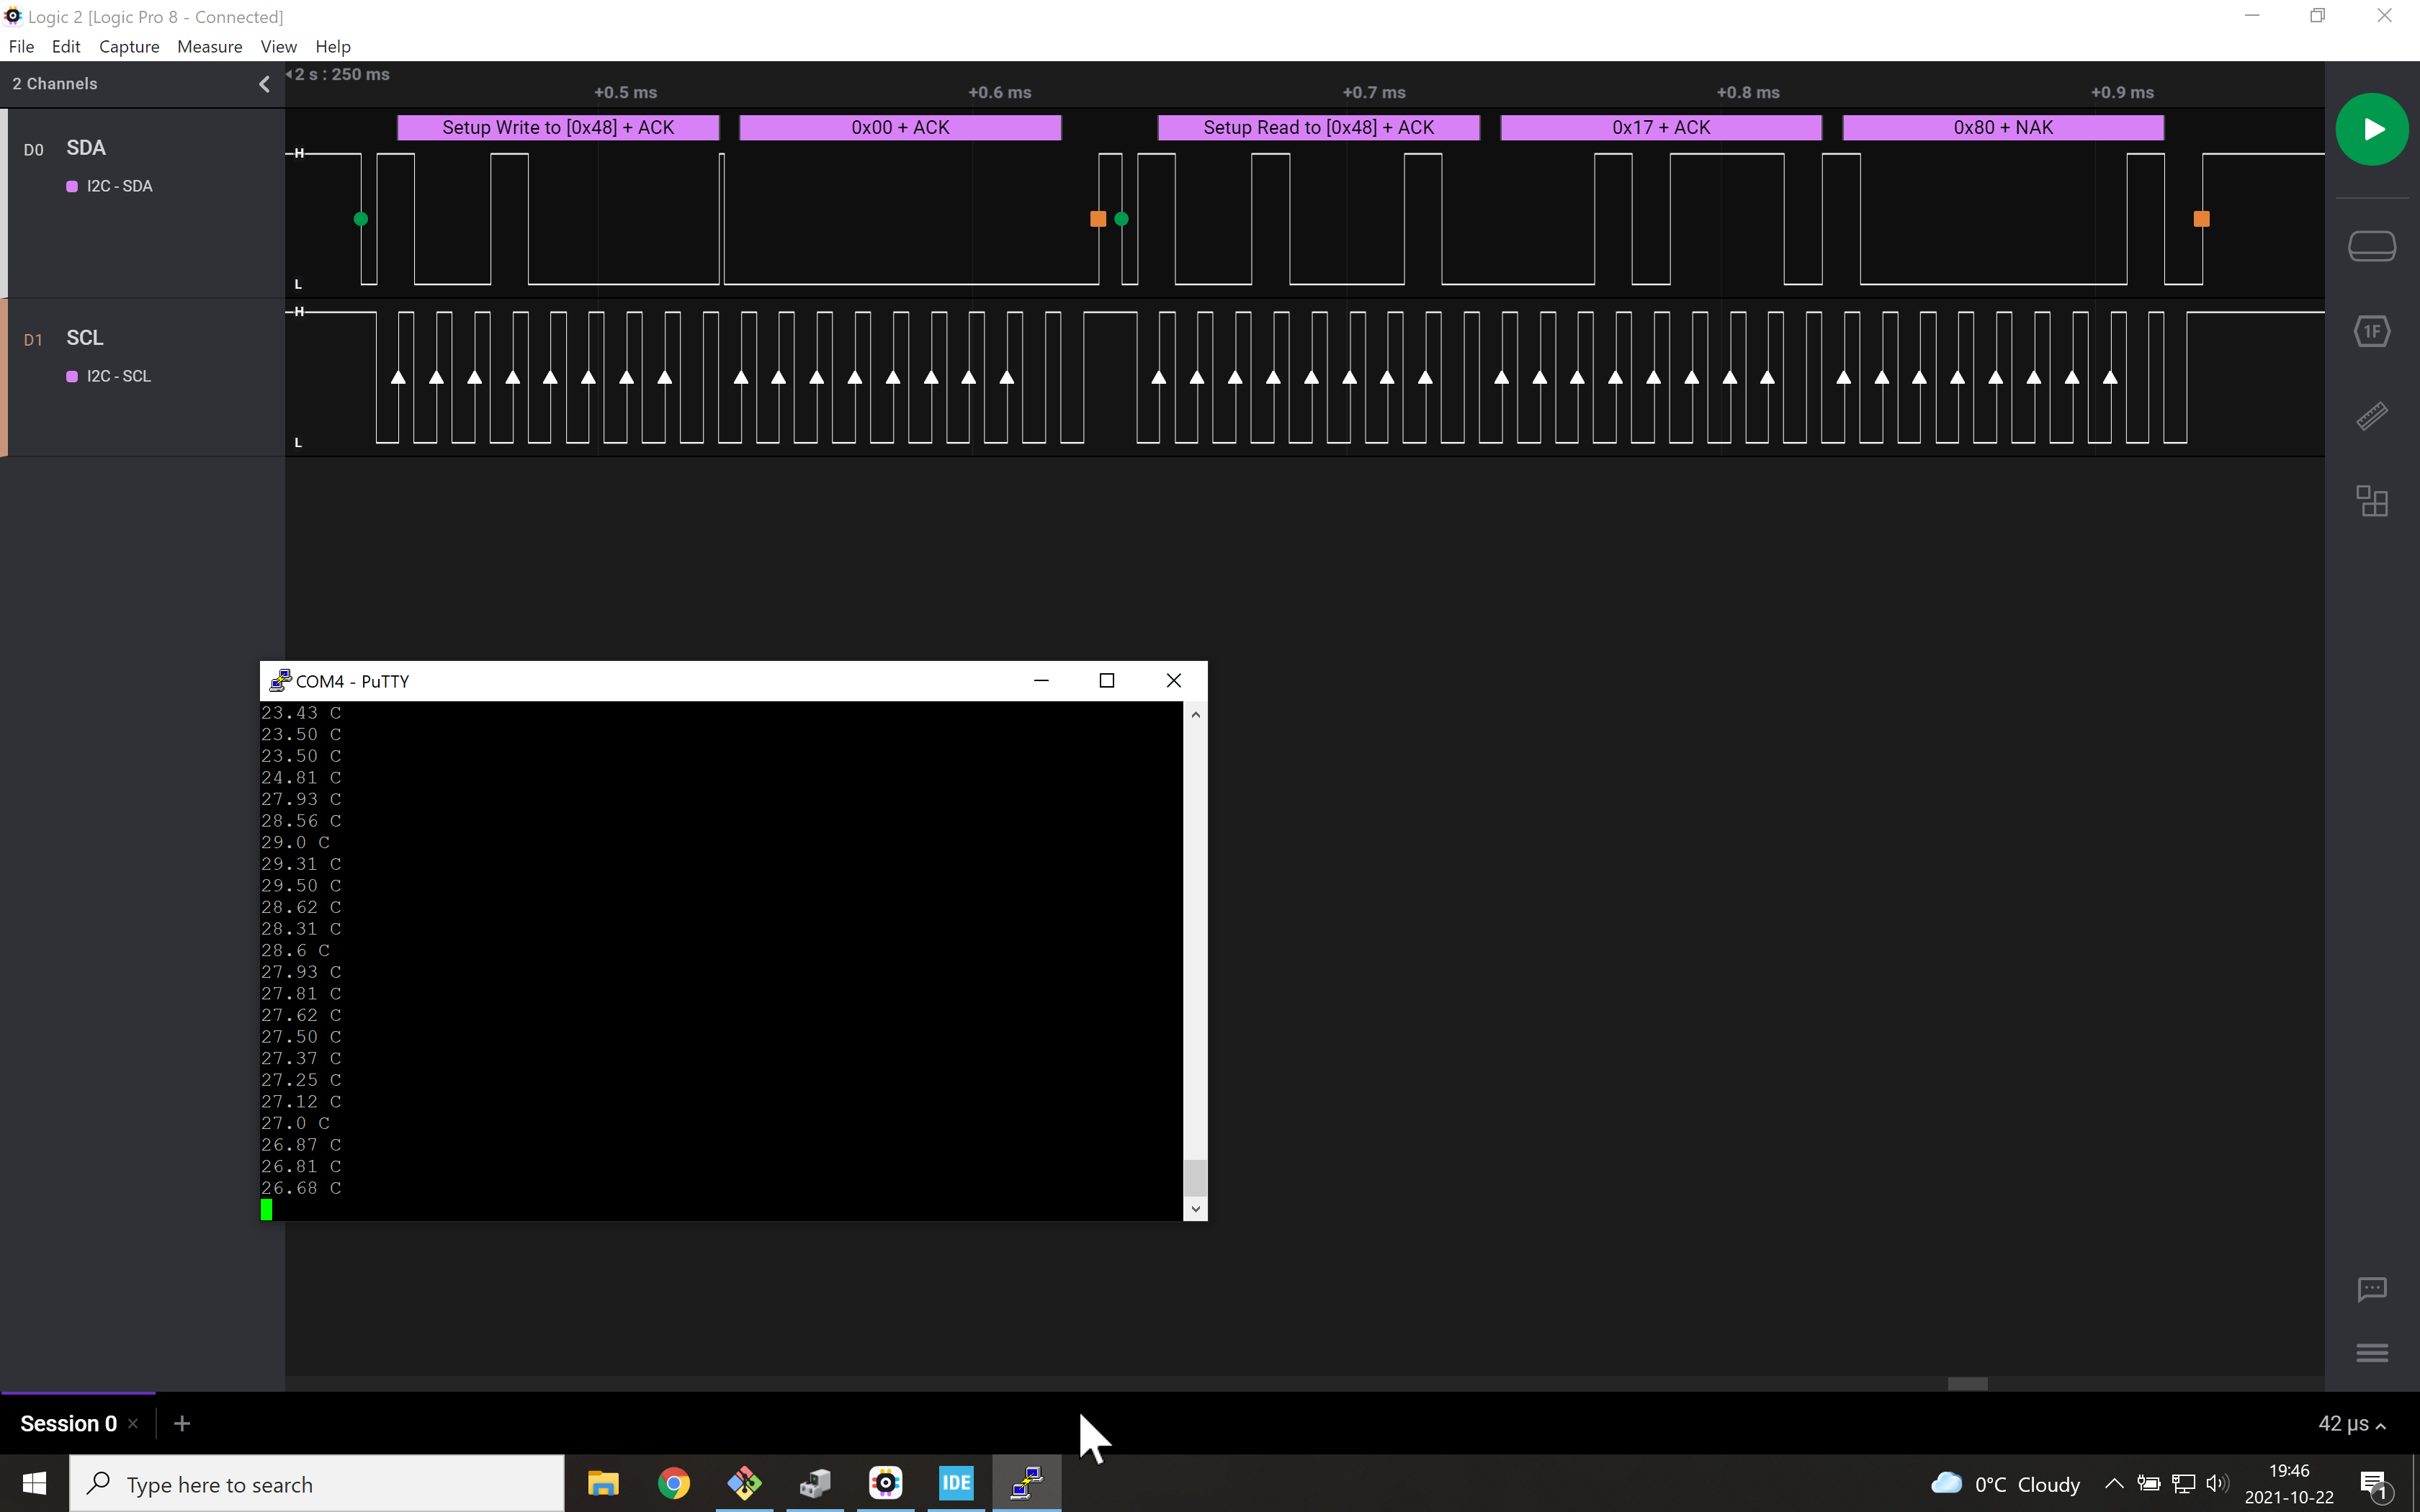 Logic 2 [Logic Pro 8 - Connected]
File Edit Capture Measure View Help
2 Channels
2 s : 250 ms
+0.5 ms +0.6 ms +0.7 ms +0.8 ms +0.9 ms
Setup Write to [0x48] + ACK 0x00 + ACK Setup Read to [0x48] + ACK 0x17 + ACK 0x80 + NAK
D0 SDA
H
I2C - SDA
L
H
D1 SCL
1F
I2C - SCL
L
COM4 - PuTTY
23.43 C
23.50 C
23.50 C
24.81 C
27.93 C
28.56 C
29.0 C
29.31 C
29.50 C
28.62 C
28.31 C
28.6 C
27.93 C
27.81 C
27.62 C
27.50 C
27.37 C
27.25 C
27.12 C
27.0 C
26.87 C
26.81 C
26.68 C
Session 0
42 µs
Type here to search
IDE
0°C Cloudy
19:46
2021-10-22
1